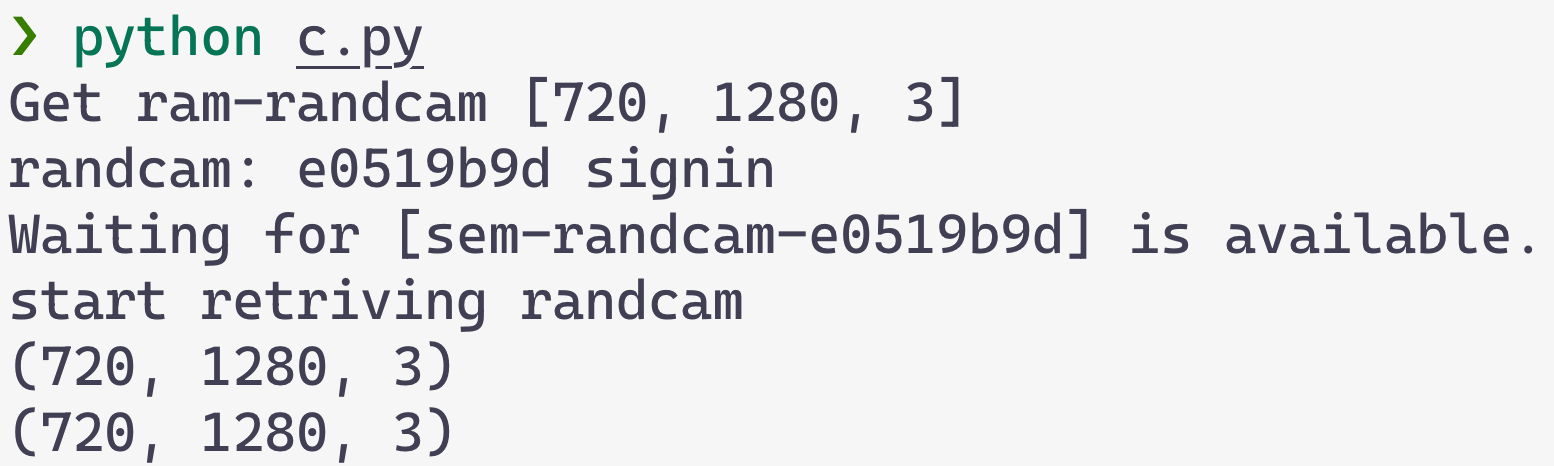 ❯ python c.py
Get ram-randcam [720, 1280, 3]
randcam: e0519b9d signin
Waiting for [sem-randcam-e0519b9d] is available.
start retriving randcam
(720, 1280, 3)
(720, 1280, 3)